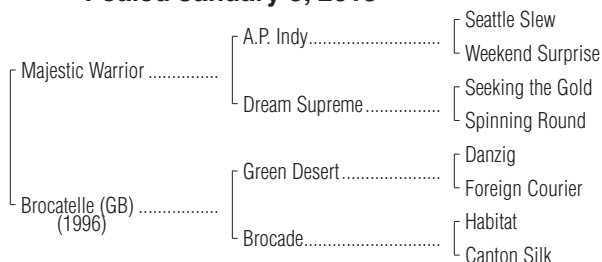 Seattle Slew
A.P. Indy..............................
Weekend Surprise
Majestic Warrior ................
Seeking the Gold
Dream Supreme.................
Spinning Round
Danzig
Green Desert......................
Foreign Courier
Brocatelle (GB) ..................
(1996)
Habitat
Brocade..............................
Canton Silk